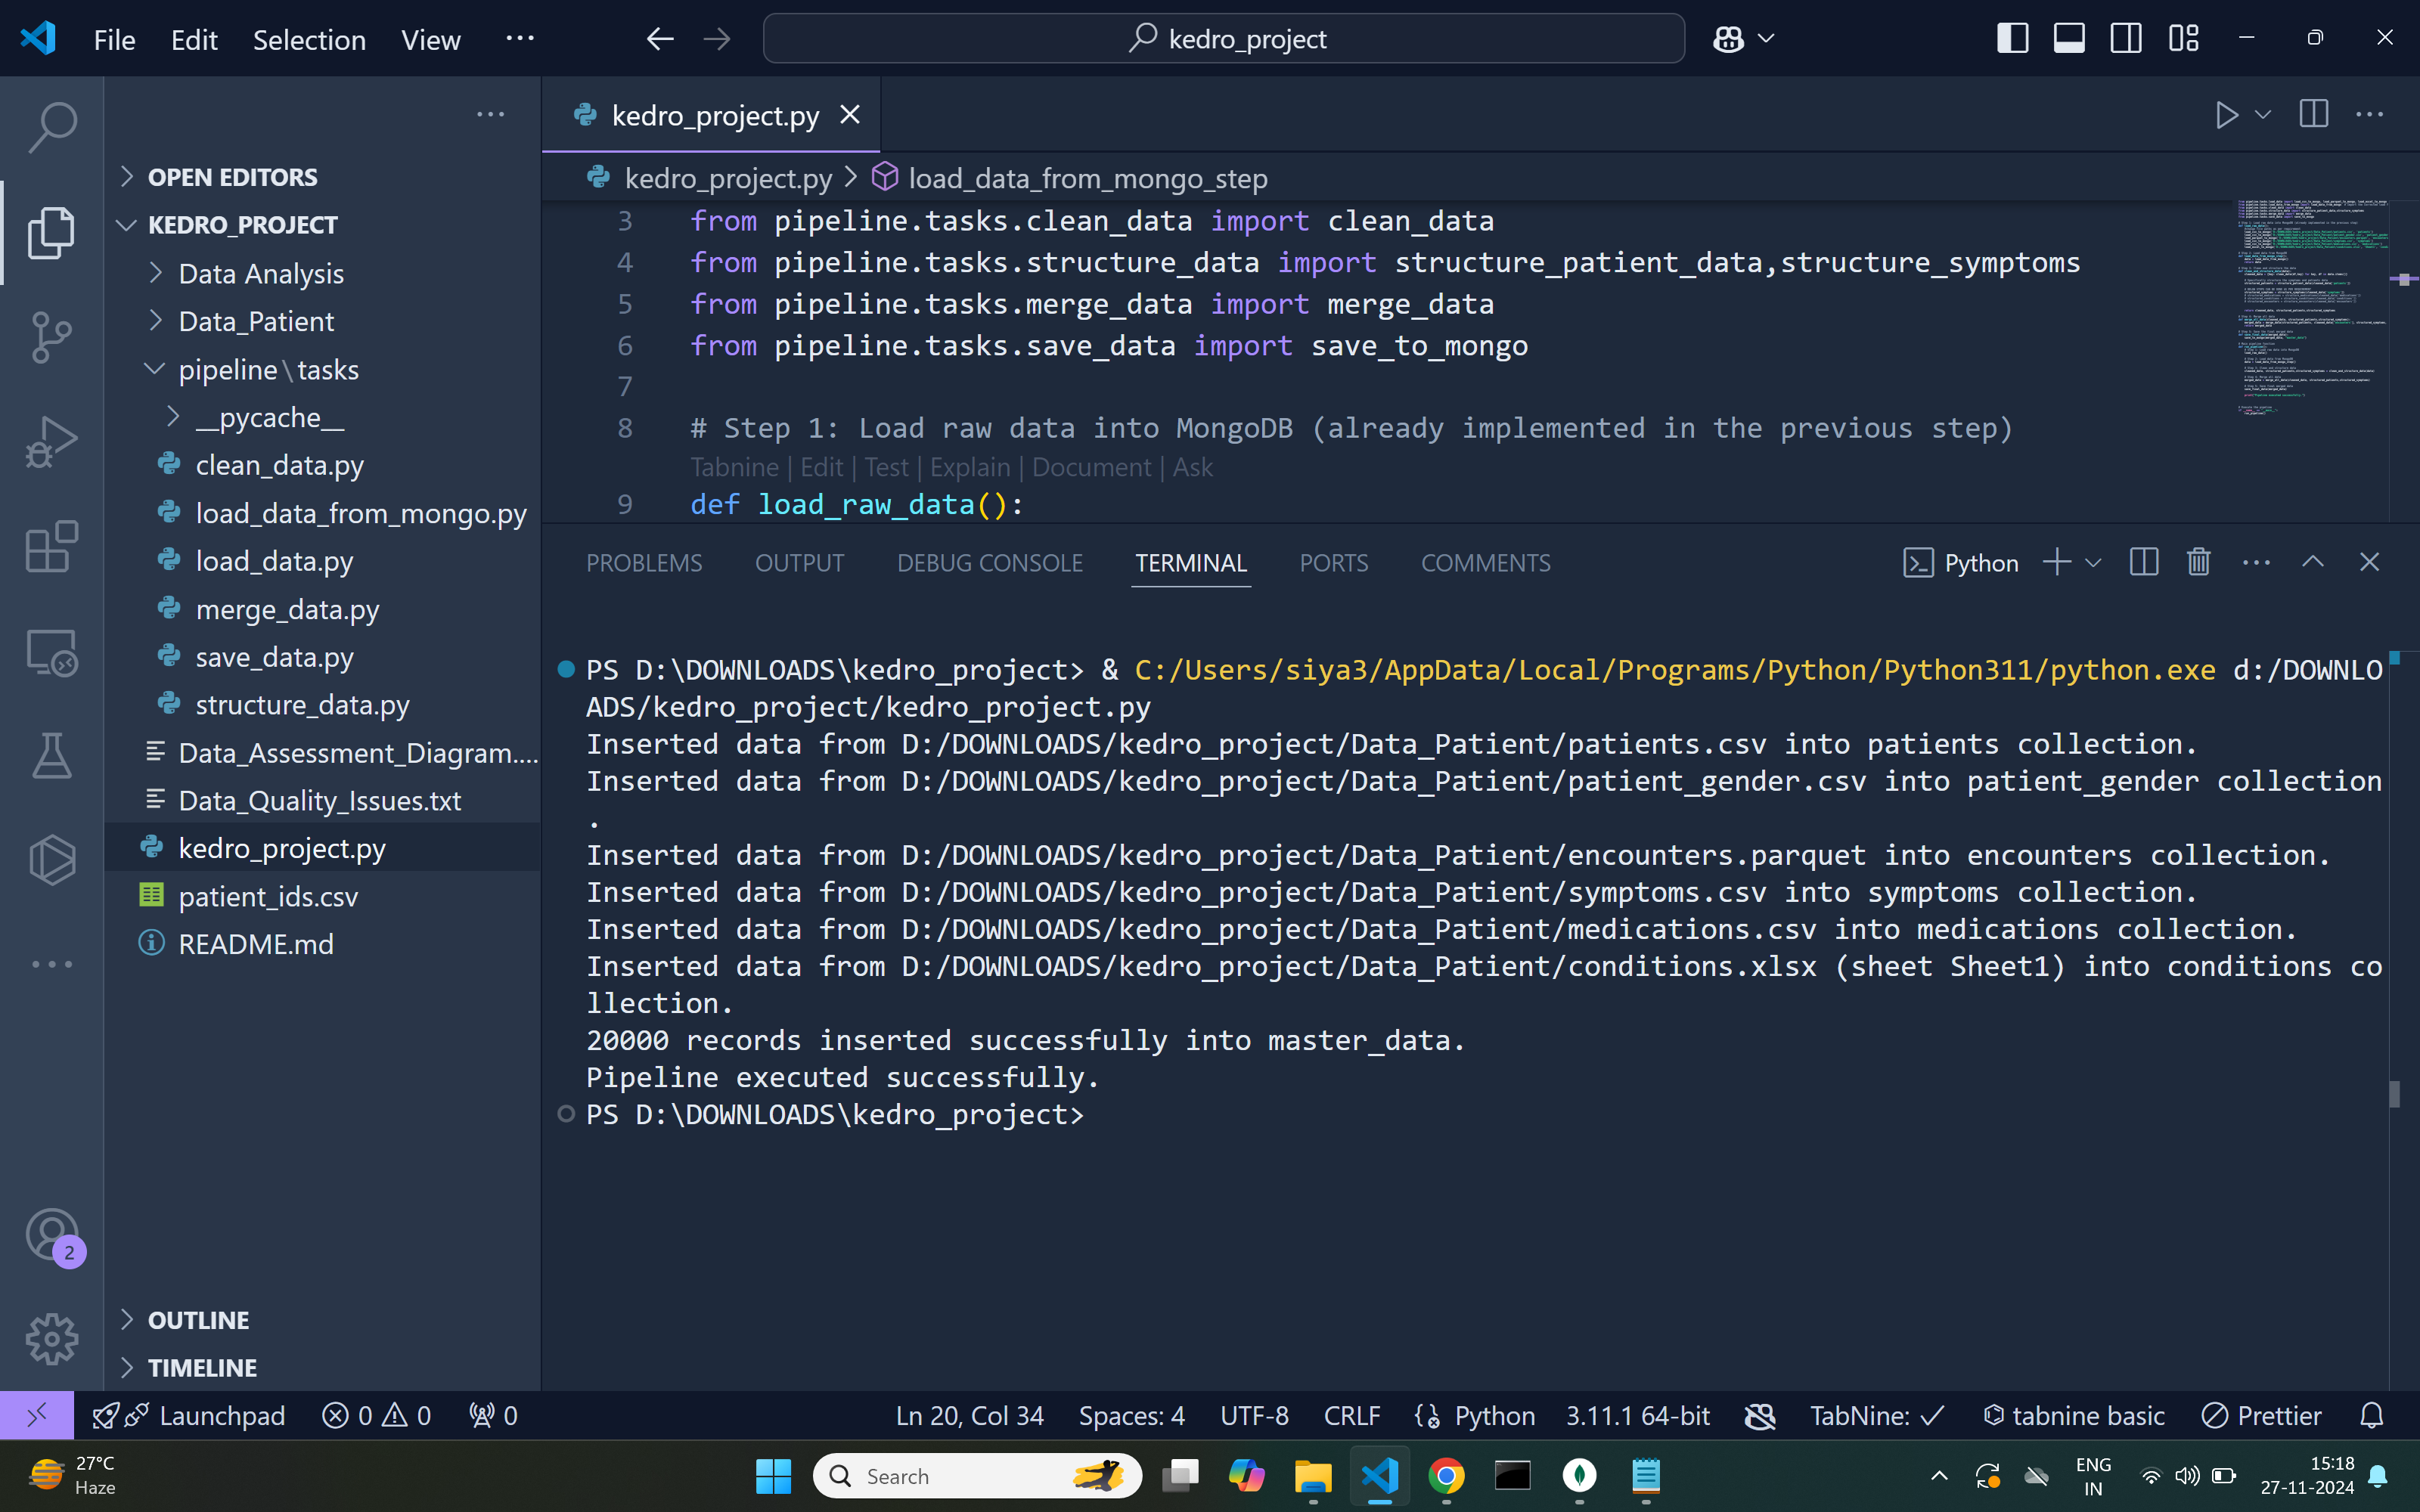 File Edit Selection View ...
kedro_project
...
OPEN EDITORS
KEDRO_PROJECT
Data Analysis
Data_Patient
pipeline\tasks
__pycache__
clean_data.py
load_data_from_mongo.py
load_data.py
merge_data.py
save_data.py
structure_data.py
Data_Assessment_Diagram....
Data_Quality_Issues.txt
kedro_project.py
patient_ids.csv
README.md
OUTLINE
TIMELINE
2
kedro_project.py
kedro_project.py > load_data_from_mongo_step
3 from pipeline.tasks.clean_data import clean_data
4 from pipeline.tasks.structure_data import structure_patient_data,structure_symptoms
5 from pipeline.tasks.merge_data import merge_data
6 from pipeline.tasks.save_data import save_to_mongo
7
8 # Step 1: Load raw data into MongoDB (already implemented in the previous step)
Tabnine | Edit | Test | Explain | Document | Ask
9 def load_raw_data():
PROBLEMS OUTPUT DEBUG CONSOLE TERMINAL PORTS COMMENTS
Python
PS D:\DOWNLOADS\kedro_project> & C:/Users/siya3/AppData/Local/Programs/Python/Python311/python.exe d:/DOWNLO
ADS/kedro_project/kedro_project.py
Inserted data from D:/DOWNLOADS/kedro_project/Data_Patient/patients.csv into patients collection.
Inserted data from D:/DOWNLOADS/kedro_project/Data_Patient/patient_gender.csv into patient_gender collection
.
Inserted data from D:/DOWNLOADS/kedro_project/Data_Patient/encounters.parquet into encounters collection.
Inserted data from D:/DOWNLOADS/kedro_project/Data_Patient/symptoms.csv into symptoms collection.
Inserted data from D:/DOWNLOADS/kedro_project/Data_Patient/medications.csv into medications collection.
Inserted data from D:/DOWNLOADS/kedro_project/Data_Patient/conditions.xlsx (sheet Sheet1) into conditions co
llection.
20000 records inserted successfully into master_data.
Pipeline executed successfully.
PS D:\DOWNLOADS\kedro_project>
Launchpad 0 0 0
Ln 20, Col 34 Spaces: 4 UTF-8 CRLF Python 3.11.1 64-bit TabNine: ✓ tabnine basic Prettier
27°C
Haze
Search
ENG
IN
15:18
27-11-2024